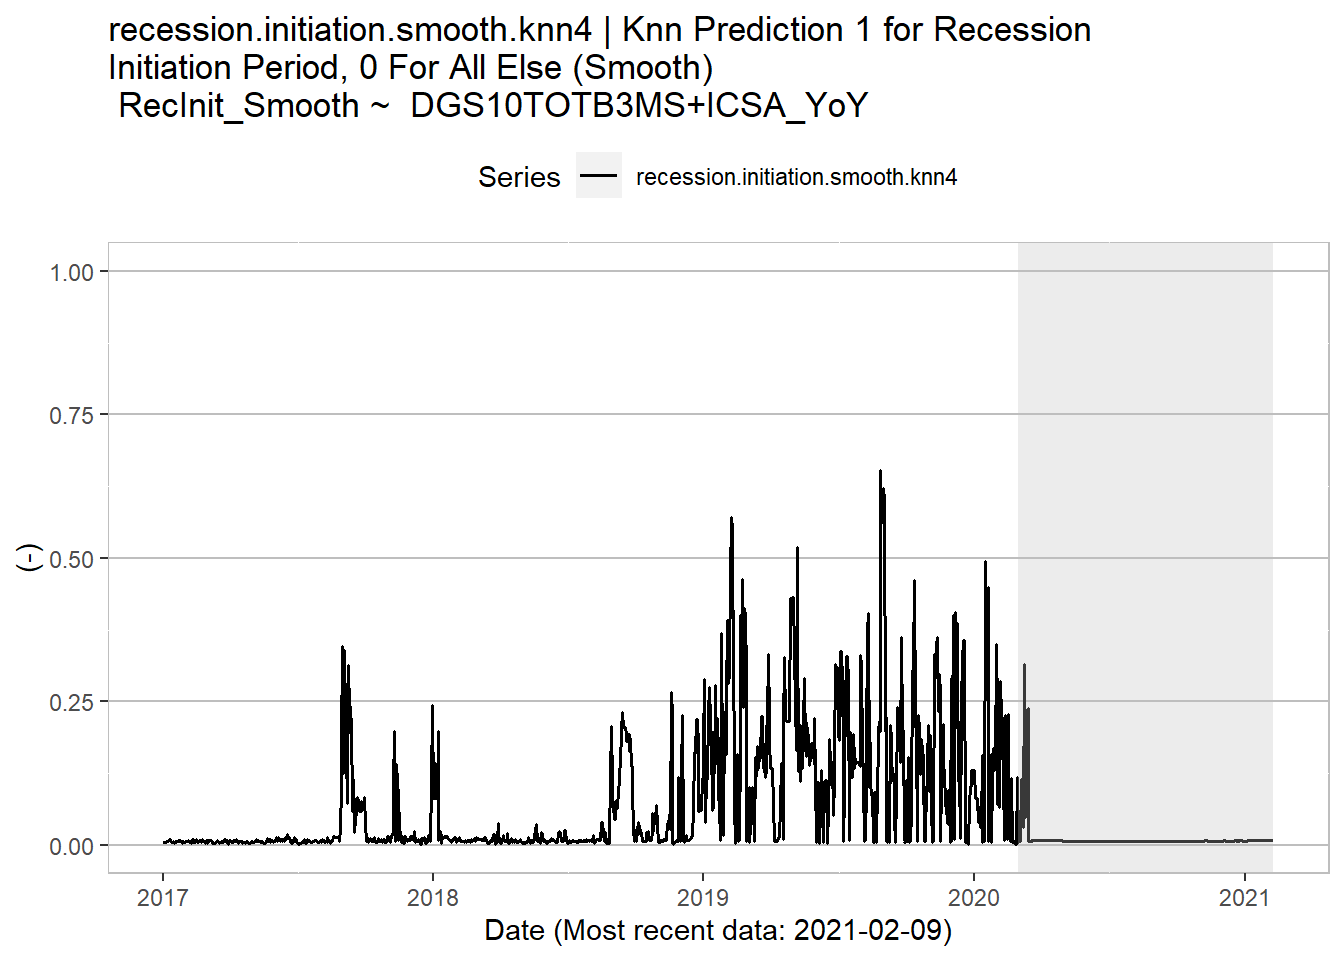 recession.initiation.smooth.knn4 | Knn Prediction 1 for Recession
Initiation Period, 0 For All Else (Smooth)
RecInit_Smooth ~  DGS10TOTB3MS+ICSA_YoY
Series recession.initiation.smooth.knn4
1.00
0.75
0.50
0.25
0.00
(-)
2017 2018 2019 2020 2021
Date (Most recent data: 2021-02-09)